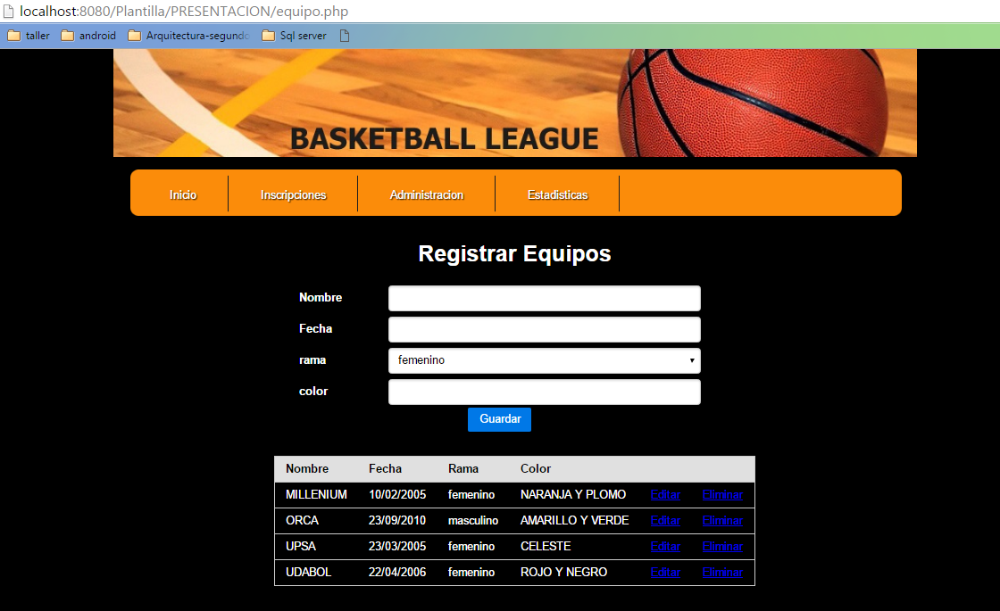 localhost:8080/Plantilla/PRESENTACION/equipo.php
taller android Arquitectura-segundo Sql server
BASKETBALL LEAGUE
Inicio Inscripciones Administracion Estadisticas
Registrar Equipos
Nombre
Fecha
rama femenino
color
Guardar
Nombre Fecha Rama Color
MILLENIUM 10/02/2005 femenino NARANJA Y PLOMO Editar Eliminar
ORCA 23/09/2010 masculino AMARILLO Y VERDE Editar Eliminar
UPSA 23/03/2005 femenino CELESTE Editar Eliminar
UDABOL 22/04/2006 femenino ROJO Y NEGRO Editar Eliminar